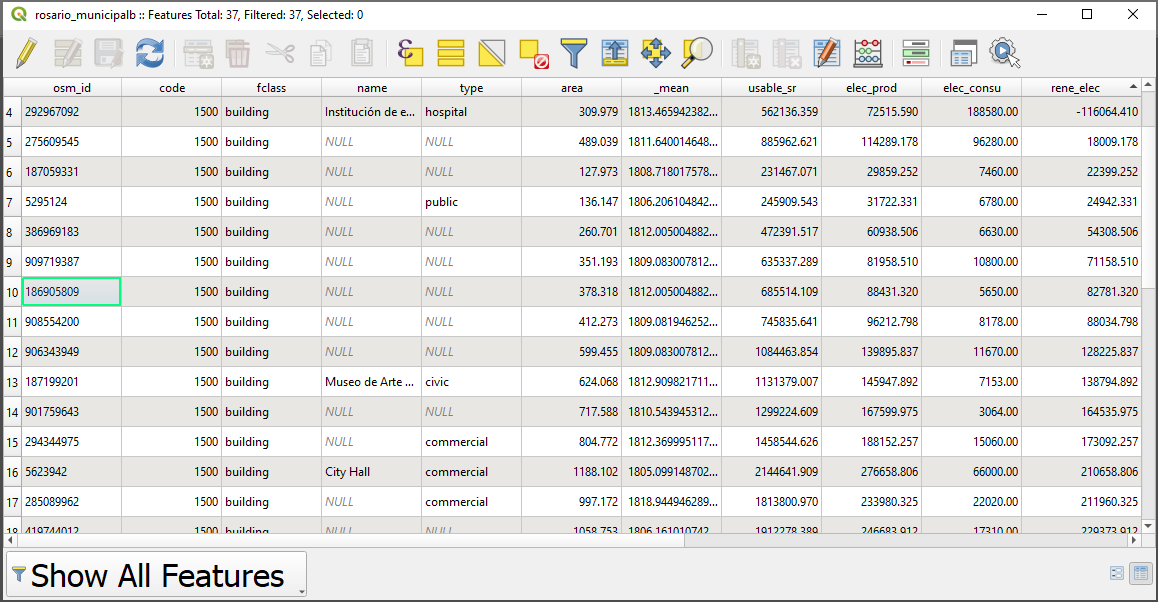 rosario_municipalb :: Features Total: 37, Filtered: 37, Selected: 0
osm_id code fclass name type area _mean usable_sr elec_prod elec_consu rene_elec
4 292967092 1500 building Institución de e... hospital 309.979 1813.465942382... 562136.359 72515.590 188580.00 -116064.410
5 275609545 1500 building NULL NULL 489.039 1811.640014648... 885962.621 114289.178 96280.00 18009.178
6 187059331 1500 building NULL NULL 127.973 1808.718017578... 231467.071 29859.252 7460.00 22399.252
7 5295124 1500 building NULL public 136.147 1806.206104842... 245909.543 31722.331 6780.00 24942.331
8 386969183 1500 building NULL NULL 260.701 1812.005004882... 472391.517 60938.506 6630.00 54308.506
9 909719387 1500 building NULL NULL 351.193 1809.083007812... 635337.289 81958.510 10800.00 71158.510
10 186905809 1500 building NULL NULL 378.318 1812.005004882... 685514.109 88431.320 5650.00 82781.320
11 908554200 1500 building NULL NULL 412.273 1809.081946252... 745835.641 96212.798 8178.00 88034.798
12 906343949 1500 building NULL NULL 599.455 1809.083007812... 1084463.854 139895.837 11670.00 128225.837
13 187199201 1500 building Museo de Arte ... civic 624.068 1812.909821711... 1131379.007 145947.892 7153.00 138794.892
14 901759643 1500 building NULL NULL 717.588 1810.543945312... 1299224.609 167599.975 3064.00 164535.975
15 294344975 1500 building NULL commercial 804.772 1812.369995117... 1458544.626 188152.257 15060.00 173092.257
16 5623942 1500 building City Hall commercial 1188.102 1805.099148702... 2144641.909 276658.806 66000.00 210658.806
17 285089962 1500 building NULL commercial 997.172 1818.944946289... 1813800.970 233980.325 22020.00 211960.325
18 419744012 1500 building NULL NULL 1058.753 1806.161010742... 1912278.389 246683.912 17310.00 229373.912
Show All Features